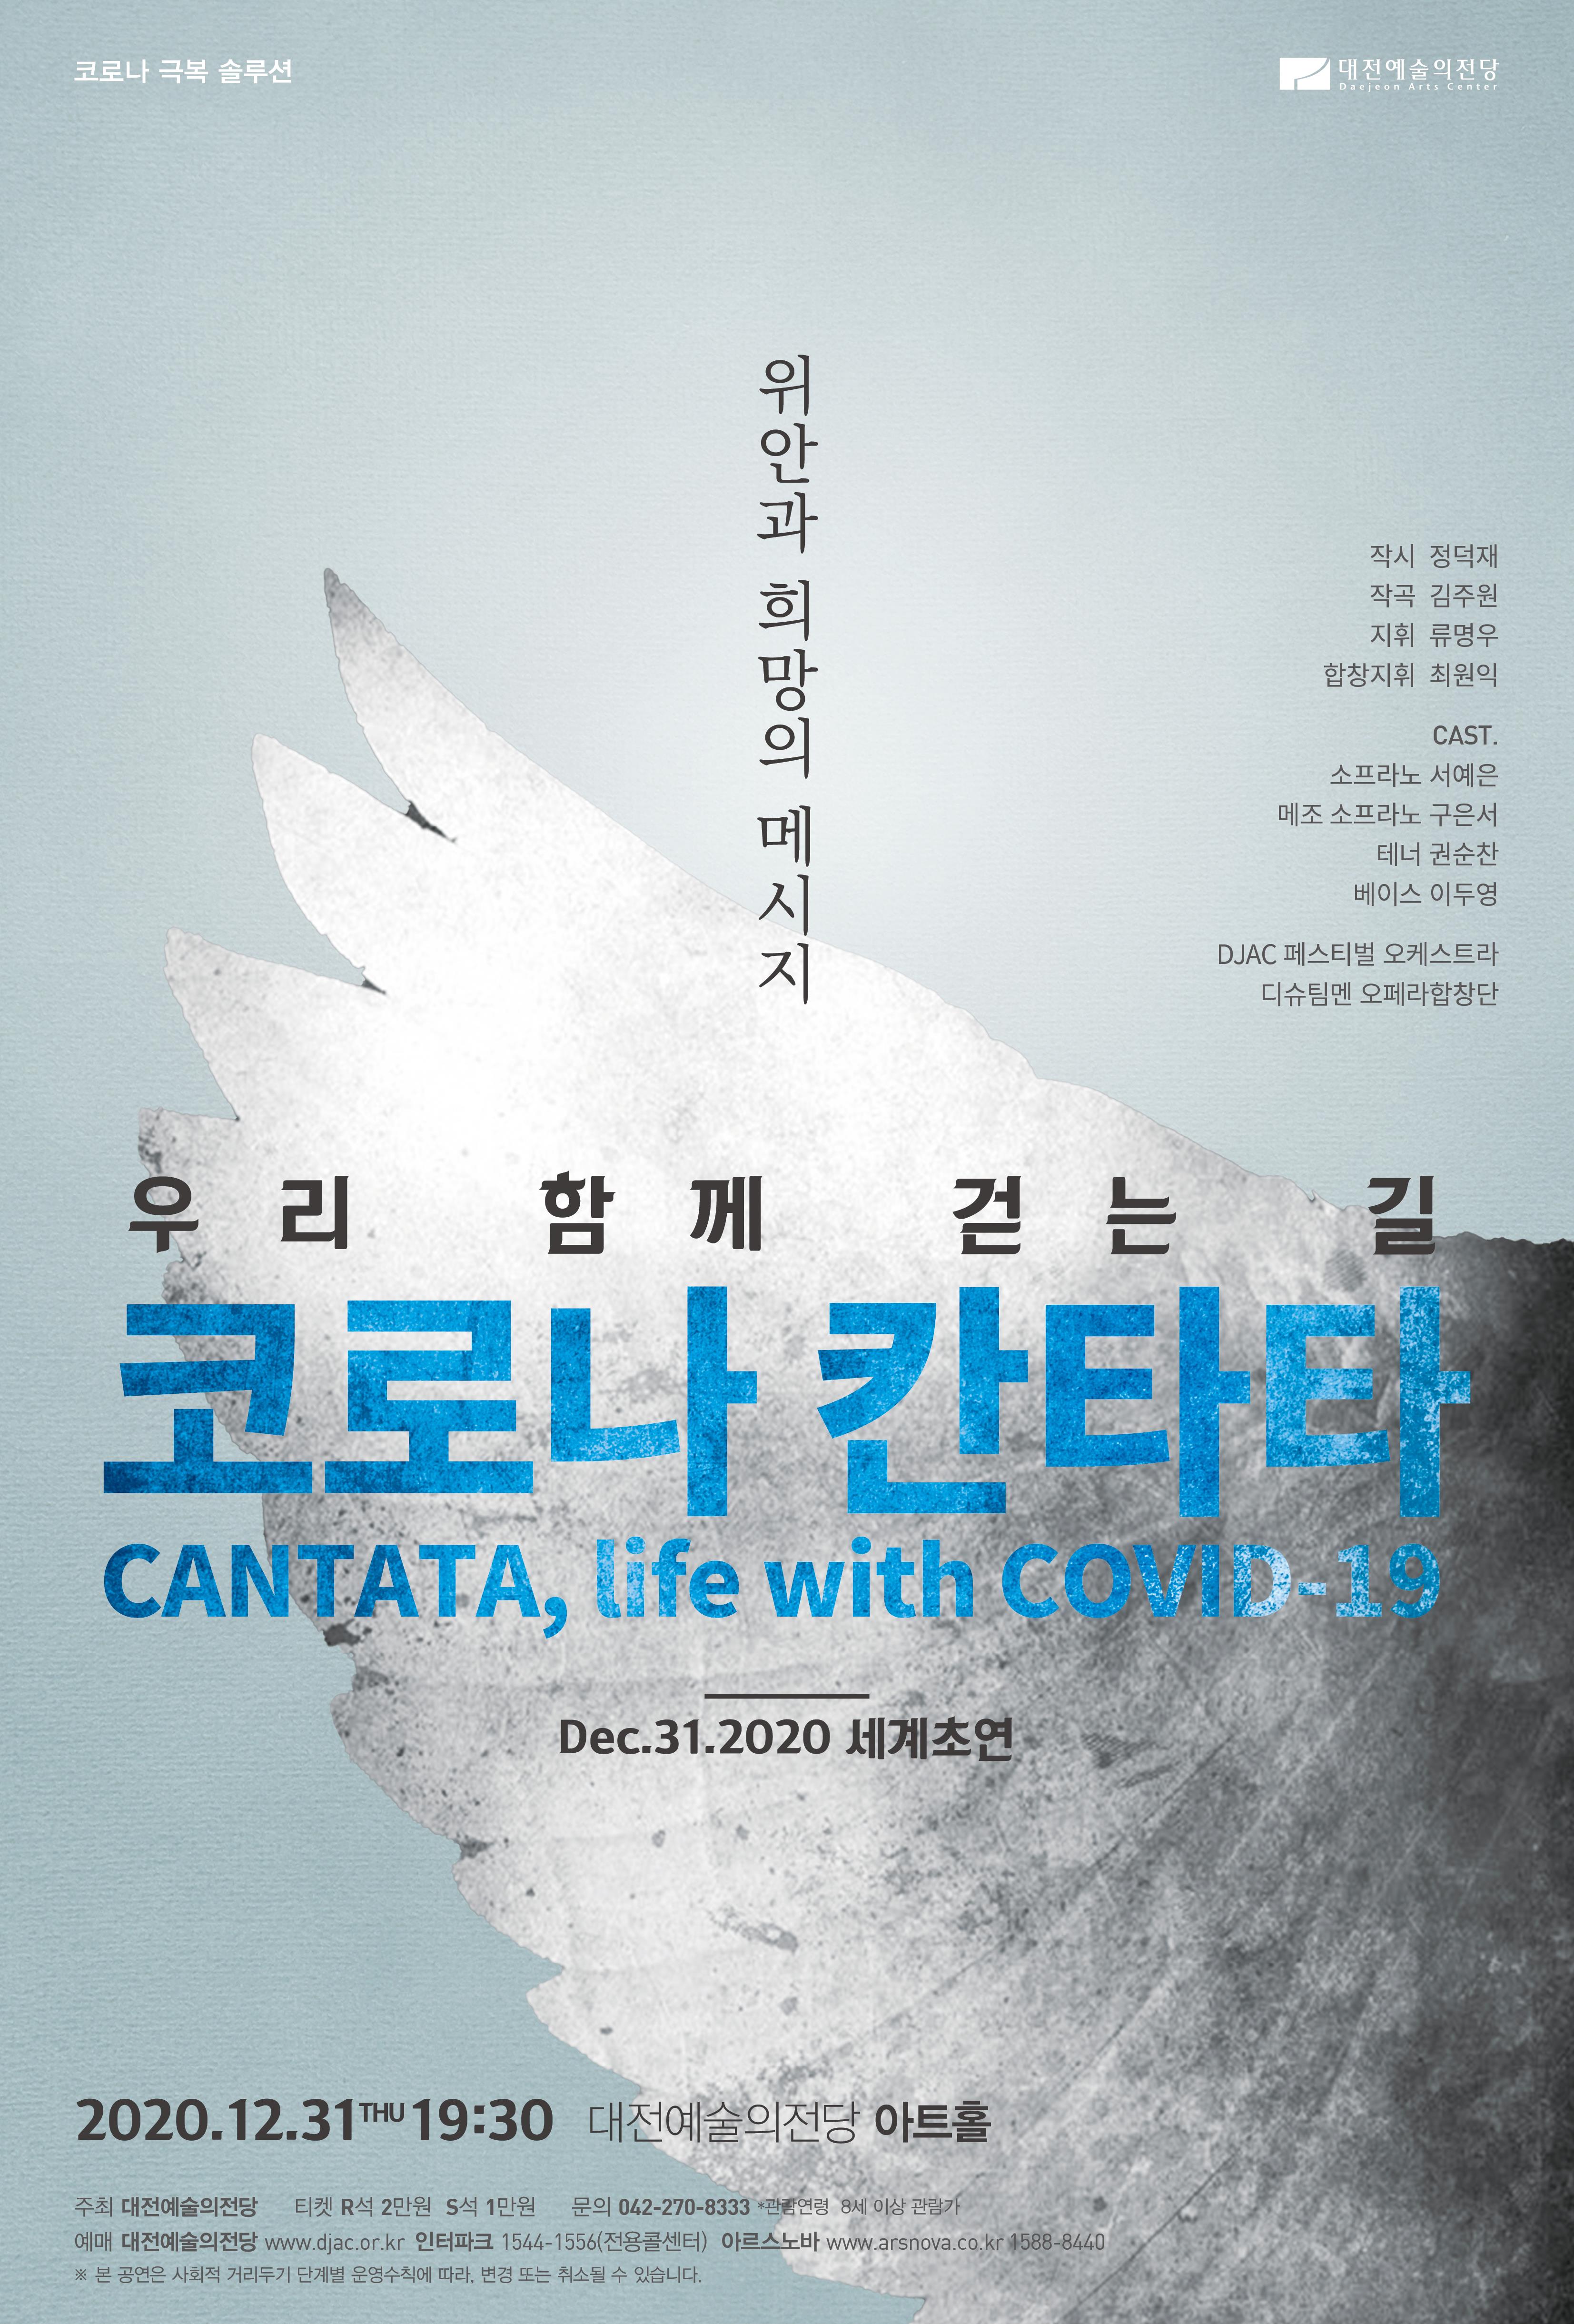 코로나 극복 솔루션
대전예술의전당
Daejeon Arts Center
위안과 희망의 메시지
작시 정덕재
작곡 김주원
지휘 류명우
합창지휘 최원익
CAST.
소프라노 서예은
메조 소프라노 구은서
테너 권순찬
베이스 이두영
DJAC 페스티벌 오케스트라
디슈팀멘 오페라합창단
우리 함께 걷는 길
코로나 칸타타
CANTATA, life with COVID-19
Dec.31.2020 세계초연
2020.12.31 THU 19:30 대전예술의전당 아트홀
주최 대전예술의전당 티켓 R석 2만원 S석 1만원 문의 042-270-8333 *관람연령 8세 이상 관람가
예매 대전예술의전당 www.djac.or.kr 인터파크 1544-1556(전용콜센터) 아르스노바 www.arsnova.co.kr 1588-8440
※ 본 공연은 사회적 거리두기 단계별 운영수칙에 따라, 변경 또는 취소될 수 있습니다.